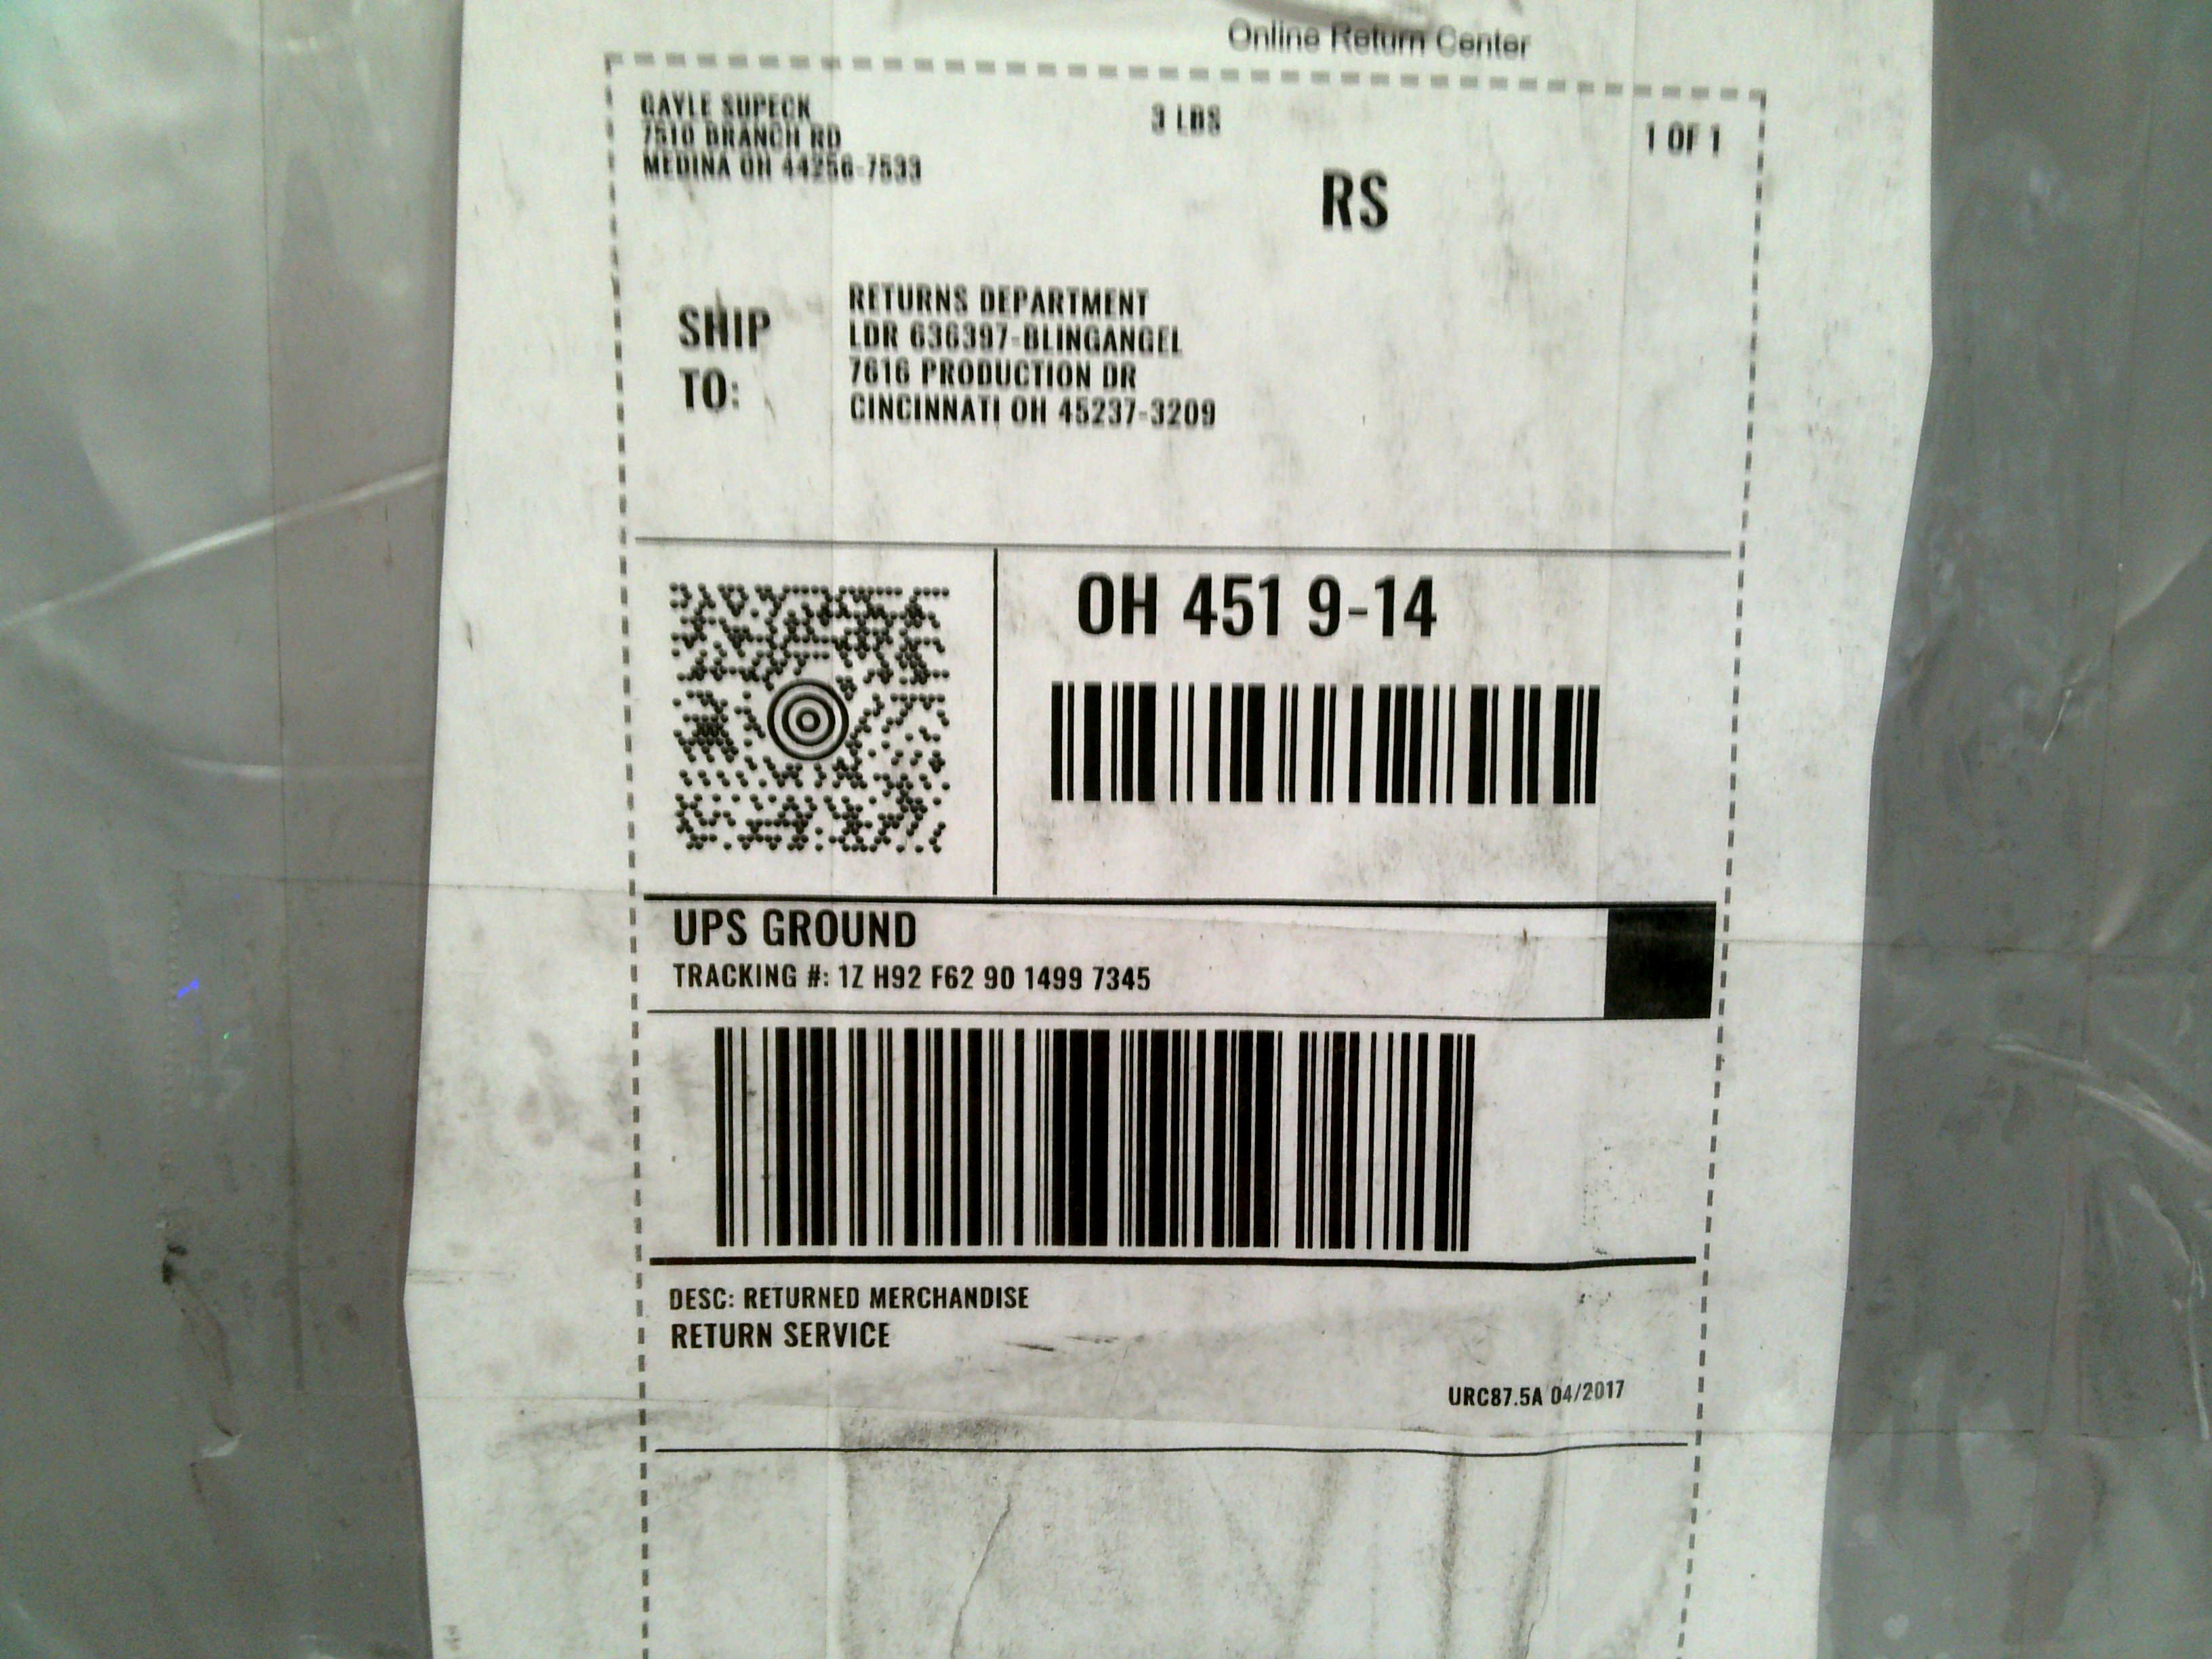 Online Return Center
GAYLE SUPECK
7510 BRANCH RD
MEDINA OH 44256-7533
3 LBS
1 OF 1
RS
SHIP TO:
RETURNS DEPARTMENT
LDR 636397-BLINGANGEL
7616 PRODUCTION DR
CINCINNATI OH 45237-3209
OH 451 9-14
UPS GROUND
TRACKING #: 1Z H92 F62 90 1499 7345
DESC: RETURNED MERCHANDISE
RETURN SERVICE
URC87.5A 04/2017